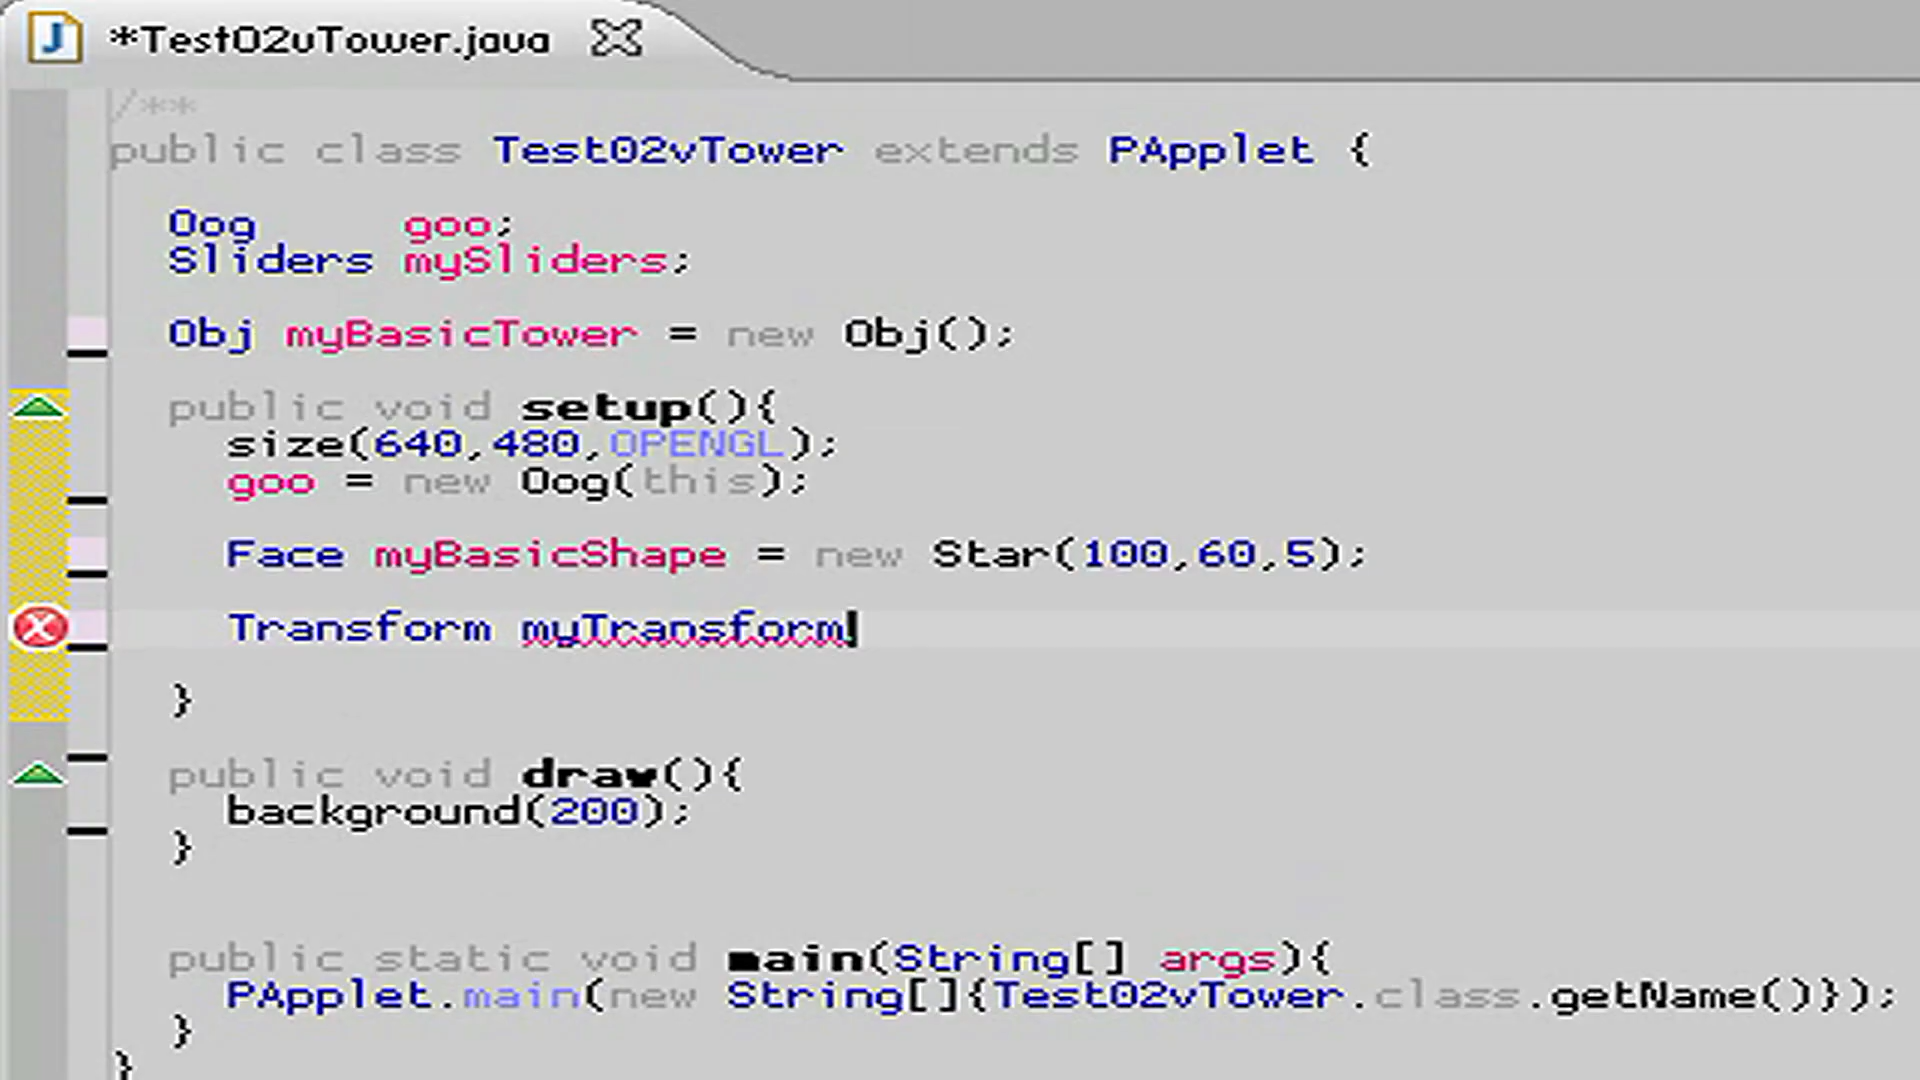 *Test02vTower.java
/**
public class Test02vTower extends PApplet {
Oog goo;
Sliders mySliders;
Obj myBasicTower = new Obj();
public void setup(){
size(640,480,OPENGL);
goo = new Oog(this);
Face myBasicShape = new Star(100,60,5);
Transform myTransform
}
public void draw(){
background(200);
}
public static void main(String[] args){
PApplet.main(new String[]{Test02vTower.class.getName()});
}
}